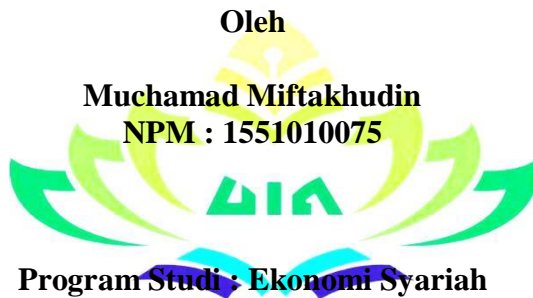 Oleh
Muchamad Miftakhudin
NPM : 1551010075
UIN
Program Studi : Ekonomi Syariah